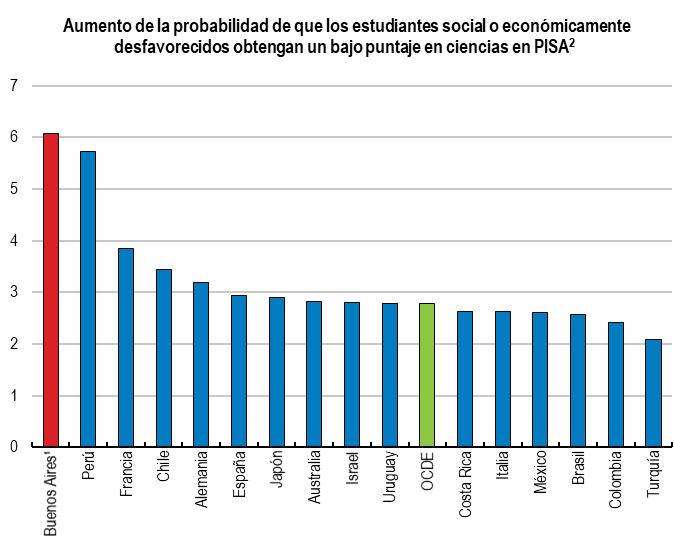 Aumento de la probabilidad de que los estudiantes social o económicamente
desfavorecidos obtengan un bajo puntaje en ciencias en PISA²
7
6
5
4
3
2
1
0
Buenos Aires¹
Perú
Francia
Chile
Alemania
España
Japón
Australia
Israel
Uruguay
OCDE
Costa Rica
Italia
México
Brasil
Colombia
Turquía